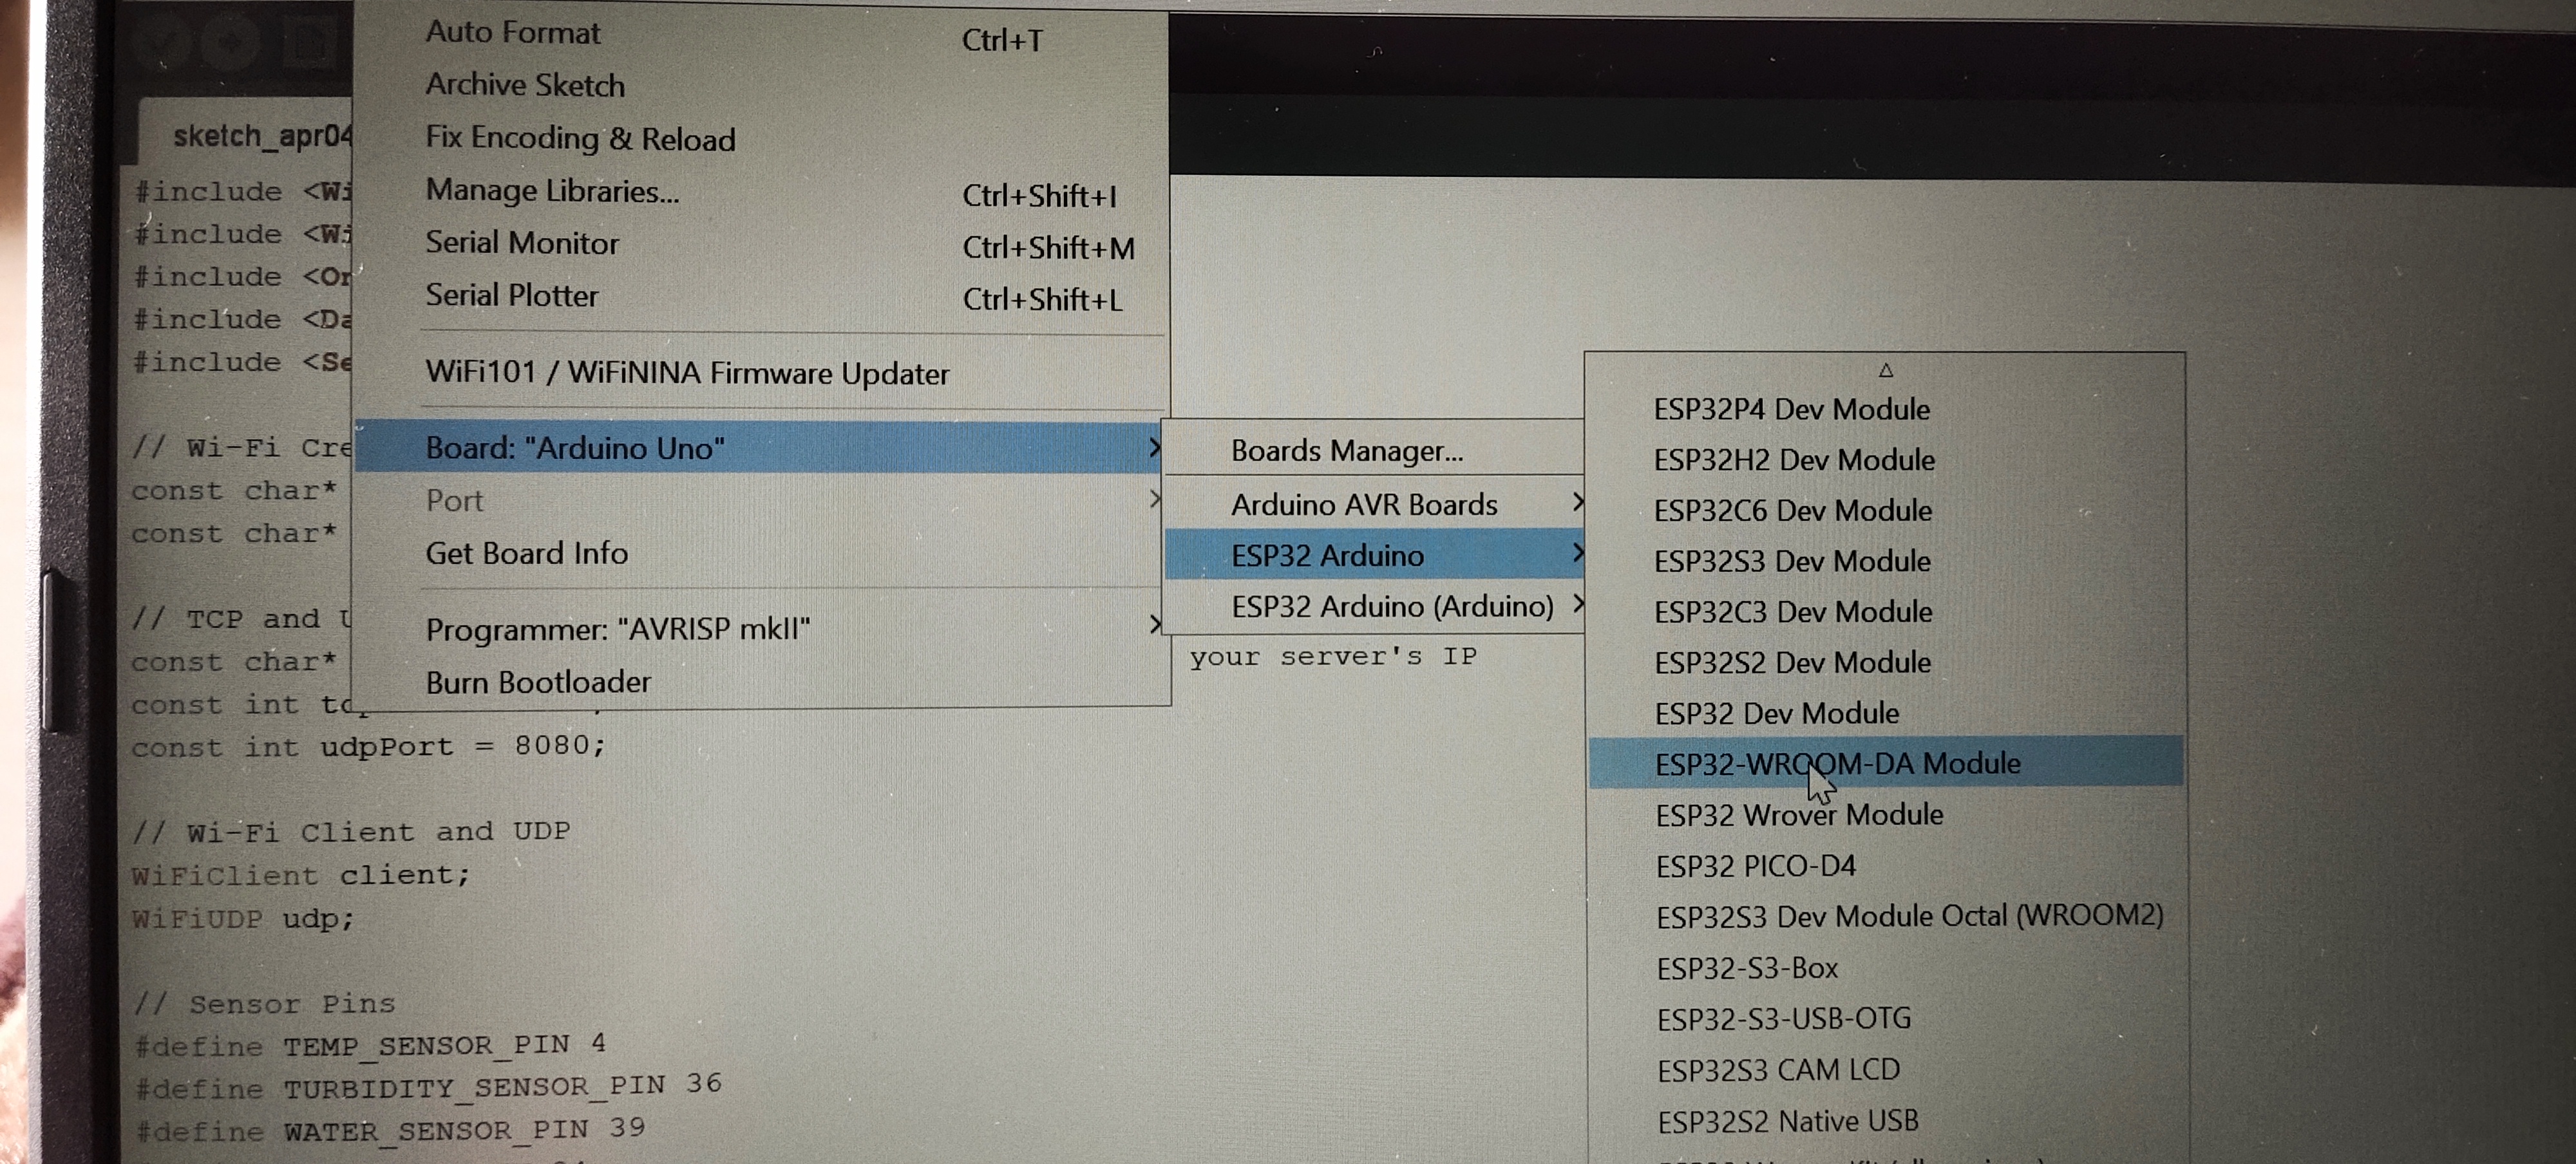 Auto Format Ctrl+T
Archive Sketch
Fix Encoding & Reload
Manage Libraries... Ctrl+Shift+I
Serial Monitor Ctrl+Shift+M
Serial Plotter Ctrl+Shift+L
WiFi101 / WiFiNINA Firmware Updater
Board: "Arduino Uno"
Port
Get Board Info
Programmer: "AVRISP mkII"
Burn Bootloader
Boards Manager...
Arduino AVR Boards
ESP32 Arduino
ESP32 Arduino (Arduino)
ESP32P4 Dev Module
ESP32H2 Dev Module
ESP32C6 Dev Module
ESP32S3 Dev Module
ESP32C3 Dev Module
ESP32S2 Dev Module
ESP32 Dev Module
ESP32-WROOM-DA Module
ESP32 Wrover Module
ESP32 PICO-D4
ESP32S3 Dev Module Octal (WROOM2)
ESP32-S3-Box
ESP32-S3-USB-OTG
ESP32S3 CAM LCD
ESP32S2 Native USB
sketch_apr04
#include <Wi
#include <Wi
#include <On
#include <Da
#include <Se
// Wi-Fi Cre
const char*
const char*
// TCP and U
const char* your server's IP
const int tc
const int udpPort = 8080;
// Wi-Fi Client and UDP
WiFiClient client;
WiFiUDP udp;
// Sensor Pins
#define TEMP_SENSOR_PIN 4
#define TURBIDITY_SENSOR_PIN 36
#define WATER_SENSOR_PIN 39